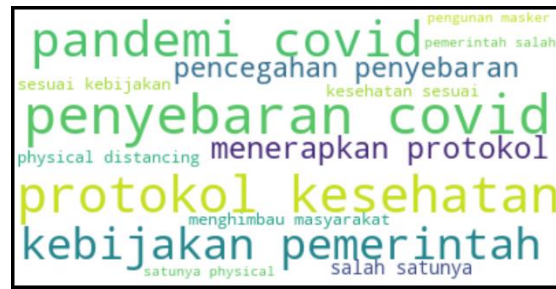 pengunan masker
pandemi covid
pemerintah salah
pencegahan penyebaran
sesuai kebijakan
kesehatan sesuai
penyebaran covid
menerapkan protokol
physical distancing
protokol kesehatan
menghimbau masyarakat
kebijakan pemerintah
salah satunya
satunya physical